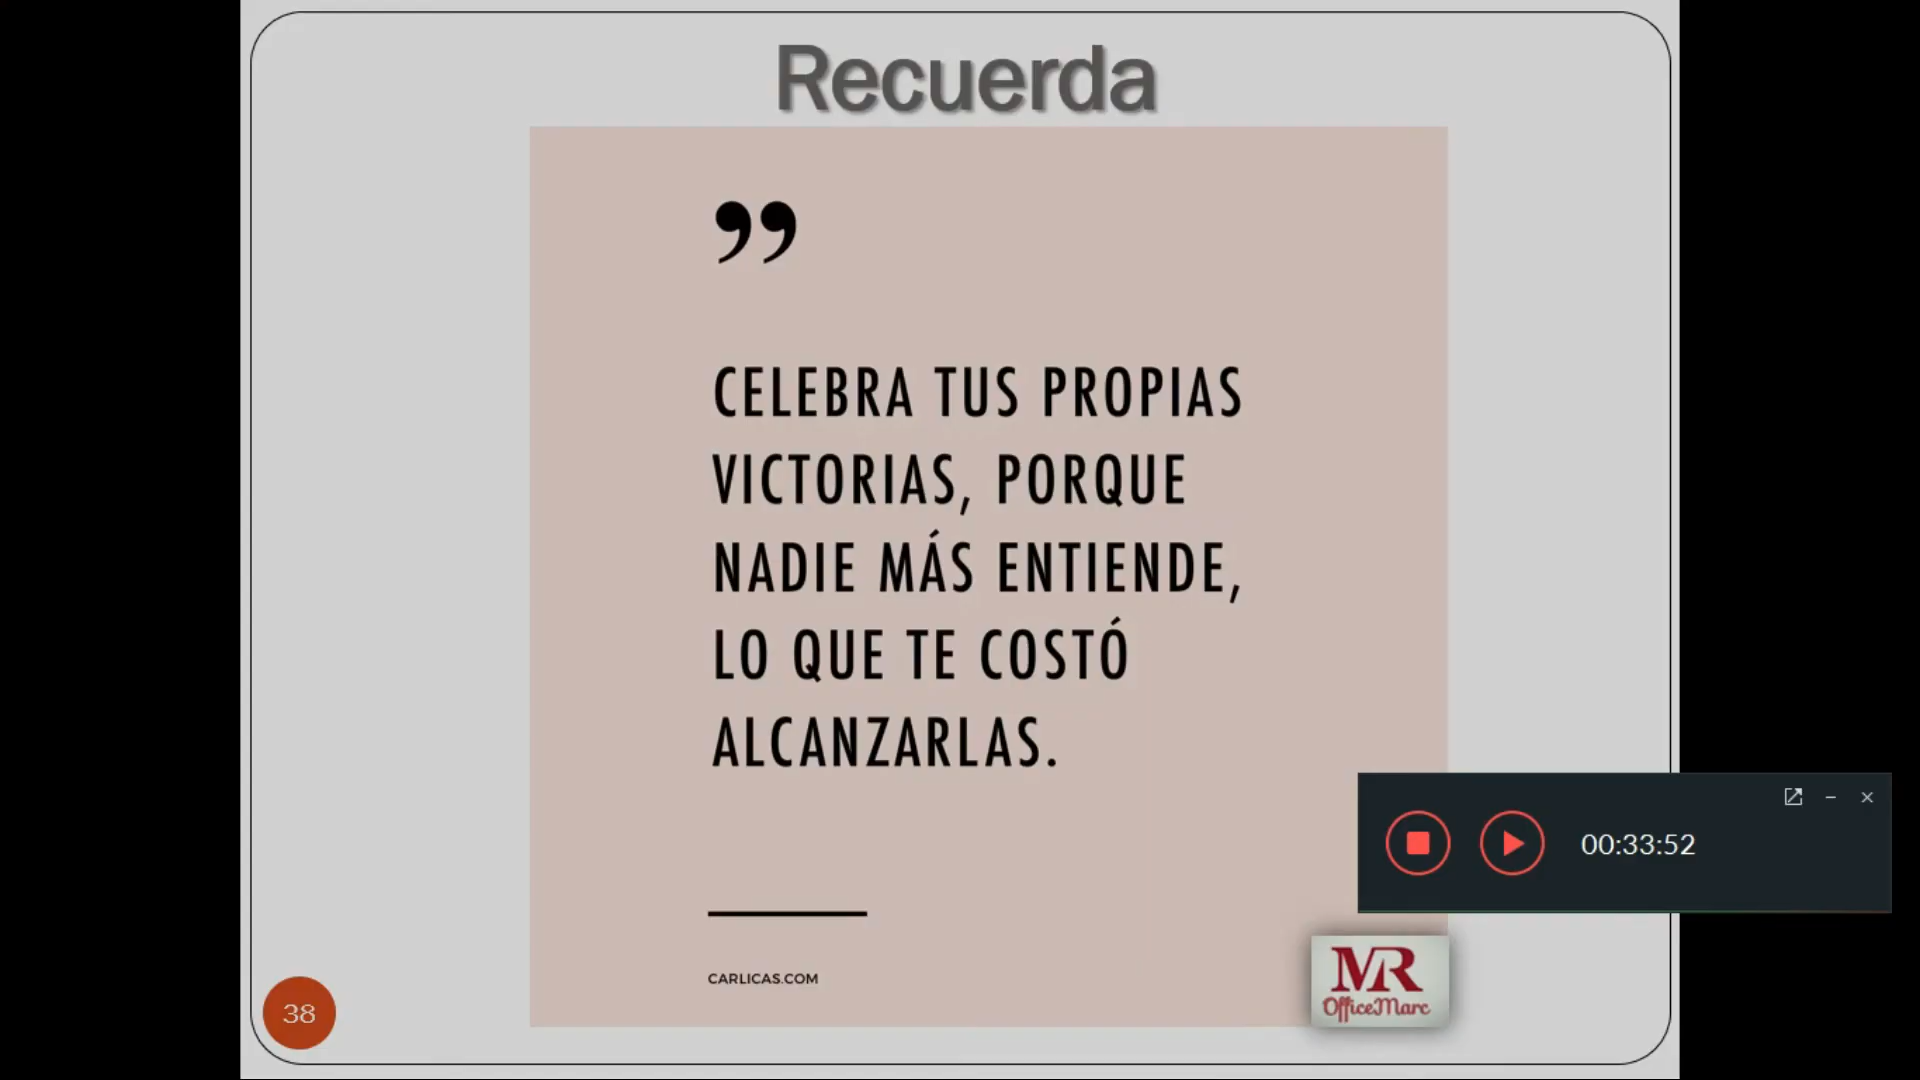 Recuerda
”
CELEBRA TUS PROPIAS
VICTORIAS, PORQUE
NADIE MÁS ENTIENDE,
LO QUE TE COSTÓ
ALCANZARLAS.
00:33:52
CARLICAS.COM
MR
OfficeMarc
38